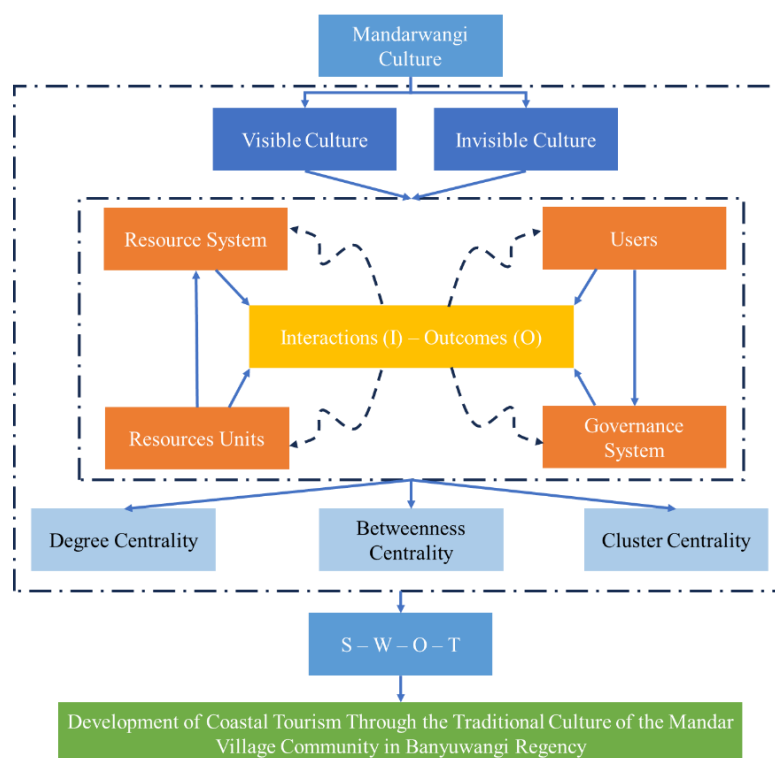 Mandarwangi
Culture
Visible Culture
Invisible Culture
Resource System
Users
Interactions (I) – Outcomes (O)
Resources Units
Governance
System
Degree Centrality
Betweenness
Centrality
Cluster Centrality
S – W – O – T
Development of Coastal Tourism Through the Traditional Culture of the Mandar
Village Community in Banyuwangi Regency